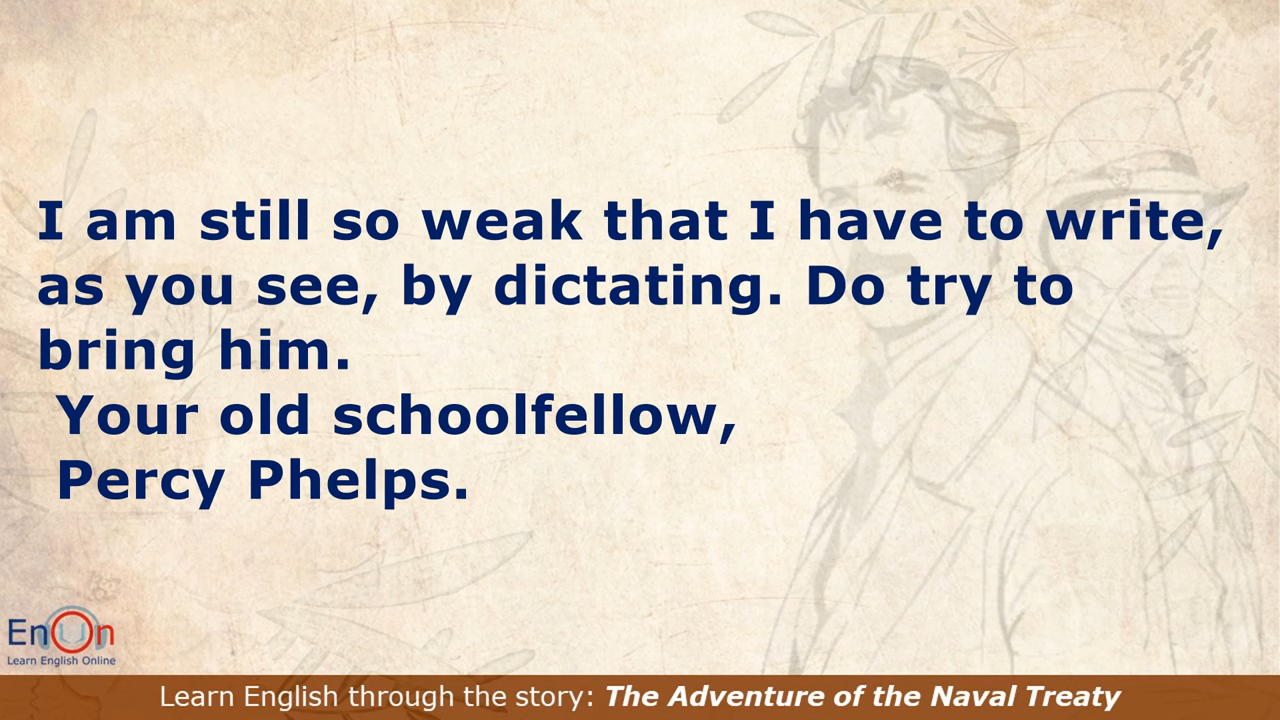 I am still so weak that I have to write,
as you see, by dictating. Do try to
bring him.
Your old schoolfellow,
Percy Phelps.
EnOn
Learn English Online
Learn English through the story: The Adventure of the Naval Treaty